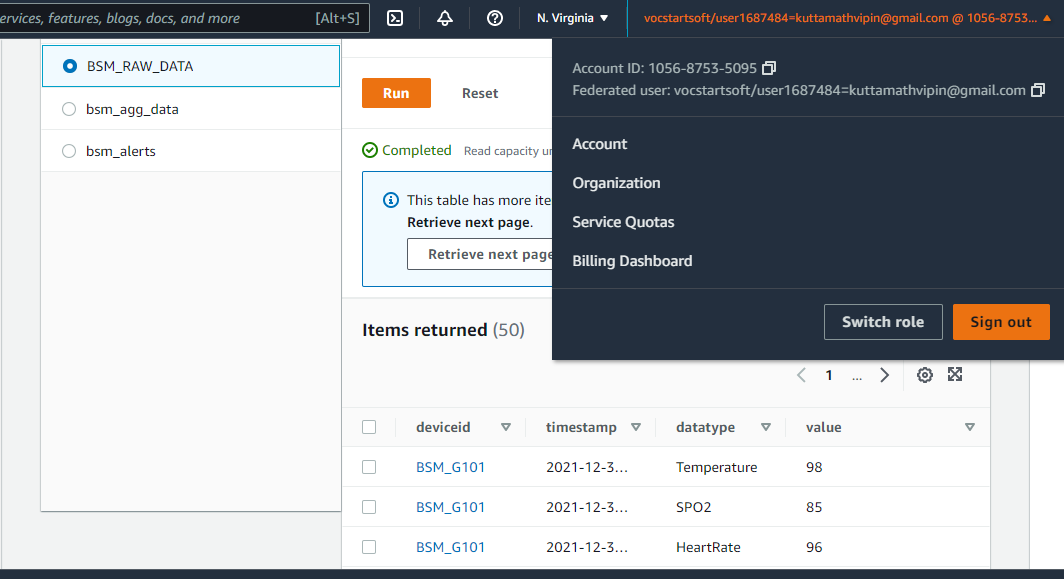 ervices, features, blogs, docs, and more [Alt+S] N. Virginia vocstartsoft/user1687484=kuttamathvipin@gmail.com @ 1056-8753...
BSM_RAW_DATA
bsm_agg_data
bsm_alerts
Run Reset
Completed Read capacity un
This table has more ite
Retrieve next page.
Retrieve next page
Account ID: 1056-8753-5095
Federated user: vocstartsoft/user1687484=kuttamathvipin@gmail.com
Account
Organization
Service Quotas
Billing Dashboard
Switch role Sign out
Items returned (50)
1 ...
deviceid timestamp datatype value
BSM_G101 2021-12-3... Temperature 98
BSM_G101 2021-12-3... SPO2 85
BSM_G101 2021-12-3... HeartRate 96